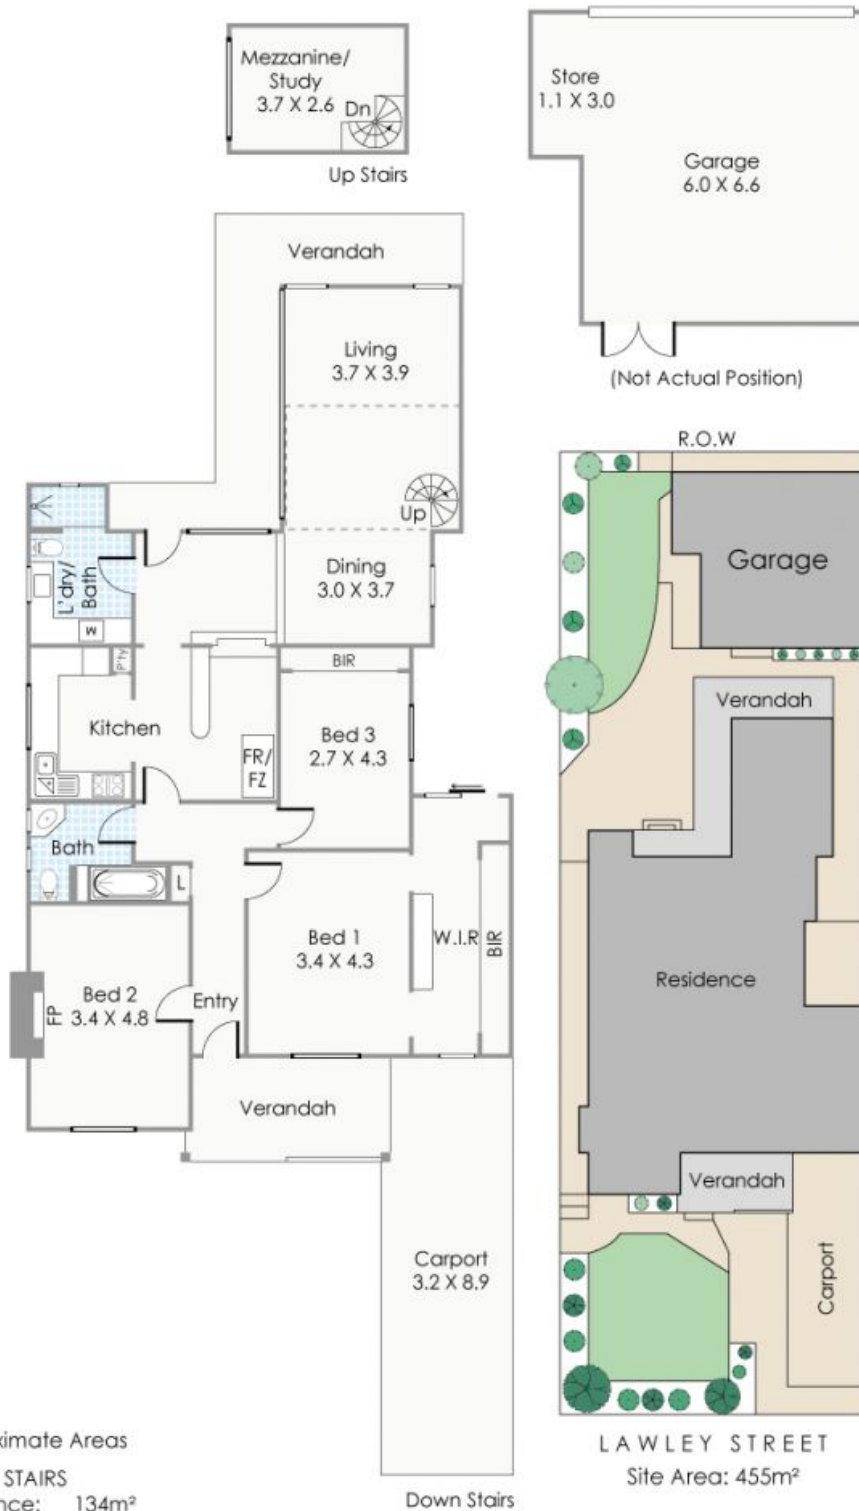 Mezzanine/
Study
3.7 X 2.6
Dn
Up Stairs
Store
1.1 X 3.0
Garage
6.0 X 6.6
(Not Actual Position)
Verandah
Living
3.7 X 3.9
Up
Dining
3.0 X 3.7
L'dry/
Bath
W
P'ty
Kitchen
FR/
FZ
BIR
Bed 3
2.7 X 4.3
Bath
L
Bed 1
3.4 X 4.3
W.I.R
BIR
Bed 2
3.4 X 4.8
FP
Entry
Verandah
Carport
3.2 X 8.9
Down Stairs
R.O.W
Garage
Verandah
Residence
Verandah
Carport
LAWLEY STREET
Site Area: 455m²
Areas
STAIRS
134m²